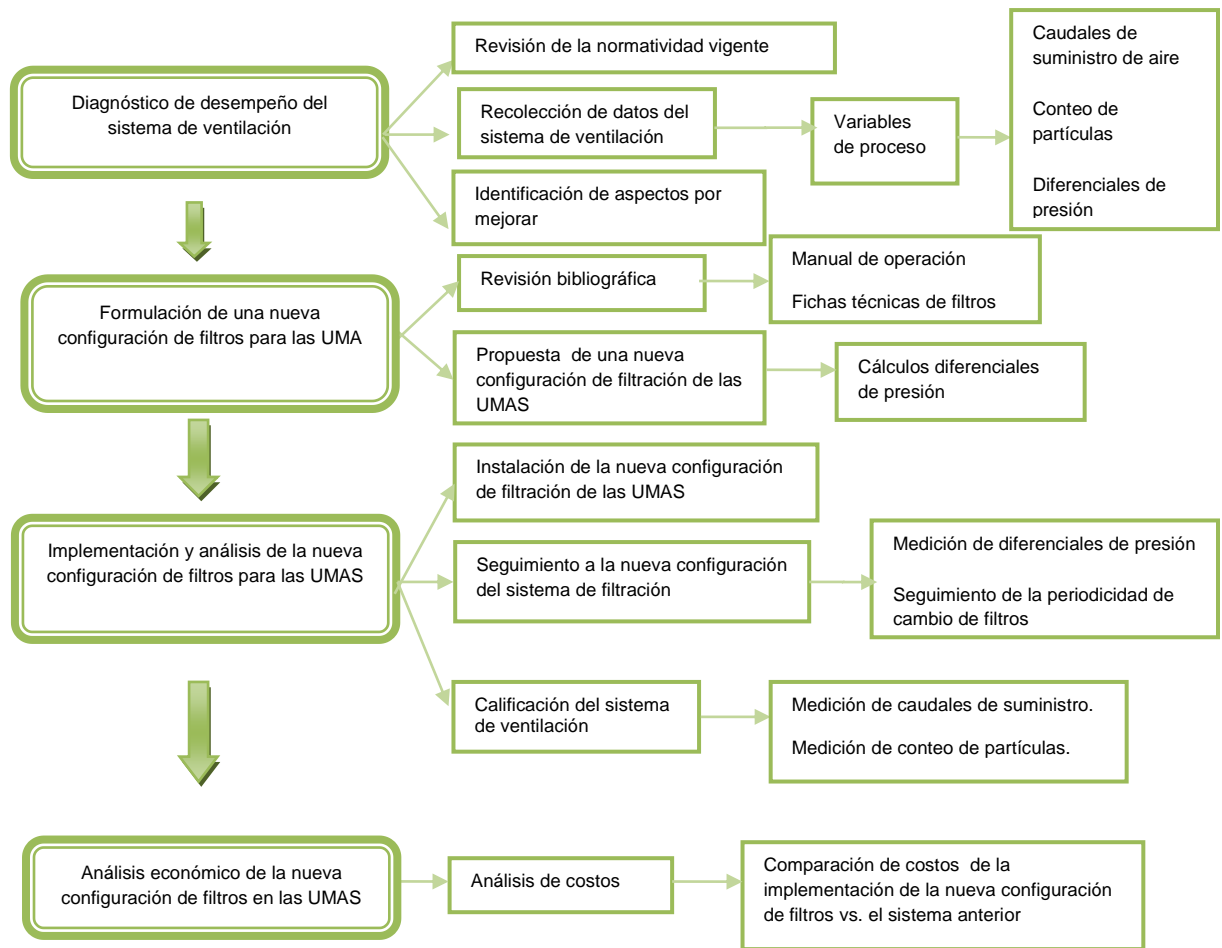 Diagnóstico de desempeño del
sistema de ventilación
Revisión de la normatividad vigente
Recolección de datos del
sistema de ventilación
Variables
de proceso
Caudales de
suministro de aire
Conteo de
partículas
Diferenciales de
presión
Identificación de aspectos por
mejorar
Formulación de una nueva
configuración de filtros para las UMA
Revisión bibliográfica
Manual de operación
Fichas técnicas de filtros
Propuesta de una nueva
configuración de filtración de las
UMAS
Cálculos diferenciales
de presión
Implementación y análisis de la nueva
configuración de filtros para las UMAS
Instalación de la nueva configuración
de filtración de las UMAS
Seguimiento a la nueva configuración
del sistema de filtración
Medición de diferenciales de presión
Seguimiento de la periodicidad de
cambio de filtros
Calificación del sistema
de ventilación
Medición de caudales de suministro.
Medición de conteo de partículas.
Análisis económico de la nueva
configuración de filtros en las UMAS
Análisis de costos
Comparación de costos de la
implementación de la nueva configuración
de filtros vs. el sistema anterior